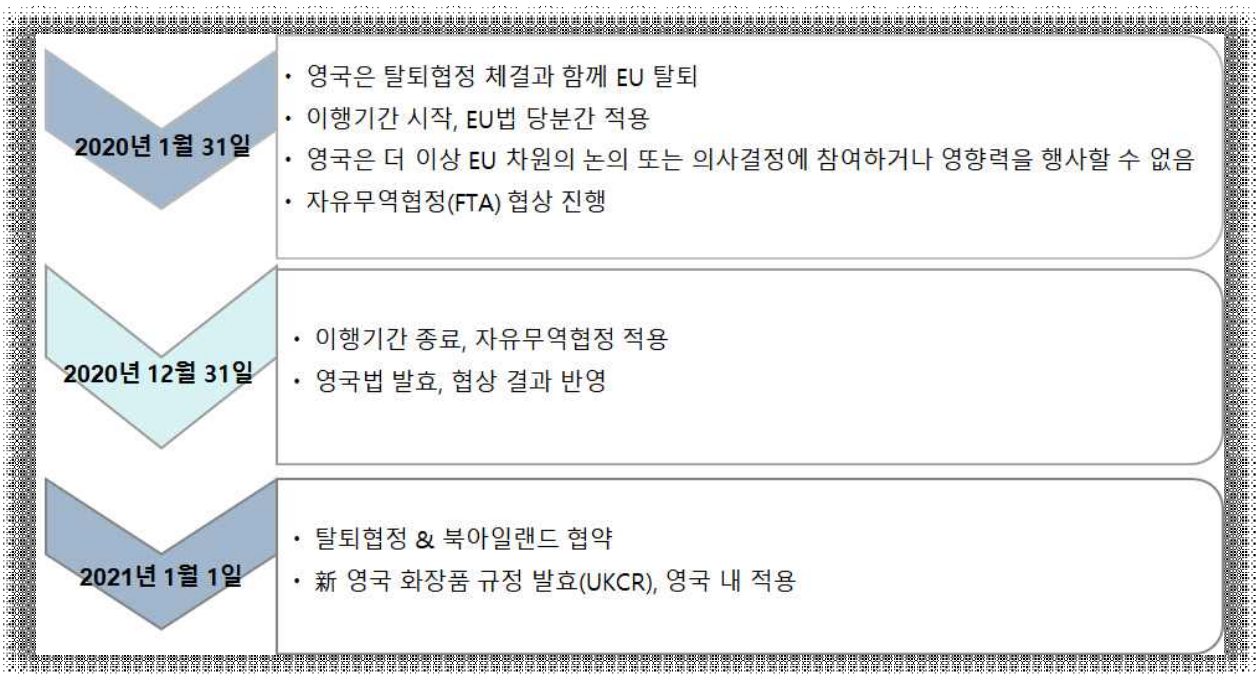 2020년 1월 31일
• 영국은 탈퇴협정 체결과 함께 EU 탈퇴
• 이행기간 시작, EU법 당분간 적용
• 영국은 더 이상 EU 차원의 논의 또는 의사결정에 참여하거나 영향력을 행사할 수 없음
• 자유무역협정(FTA) 협상 진행
2020년 12월 31일
• 이행기간 종료, 자유무역협정 적용
• 영국법 발효, 협상 결과 반영
2021년 1월 1일
• 탈퇴협정 & 북아일랜드 협약
• 新 영국 화장품 규정 발효(UKCR), 영국 내 적용